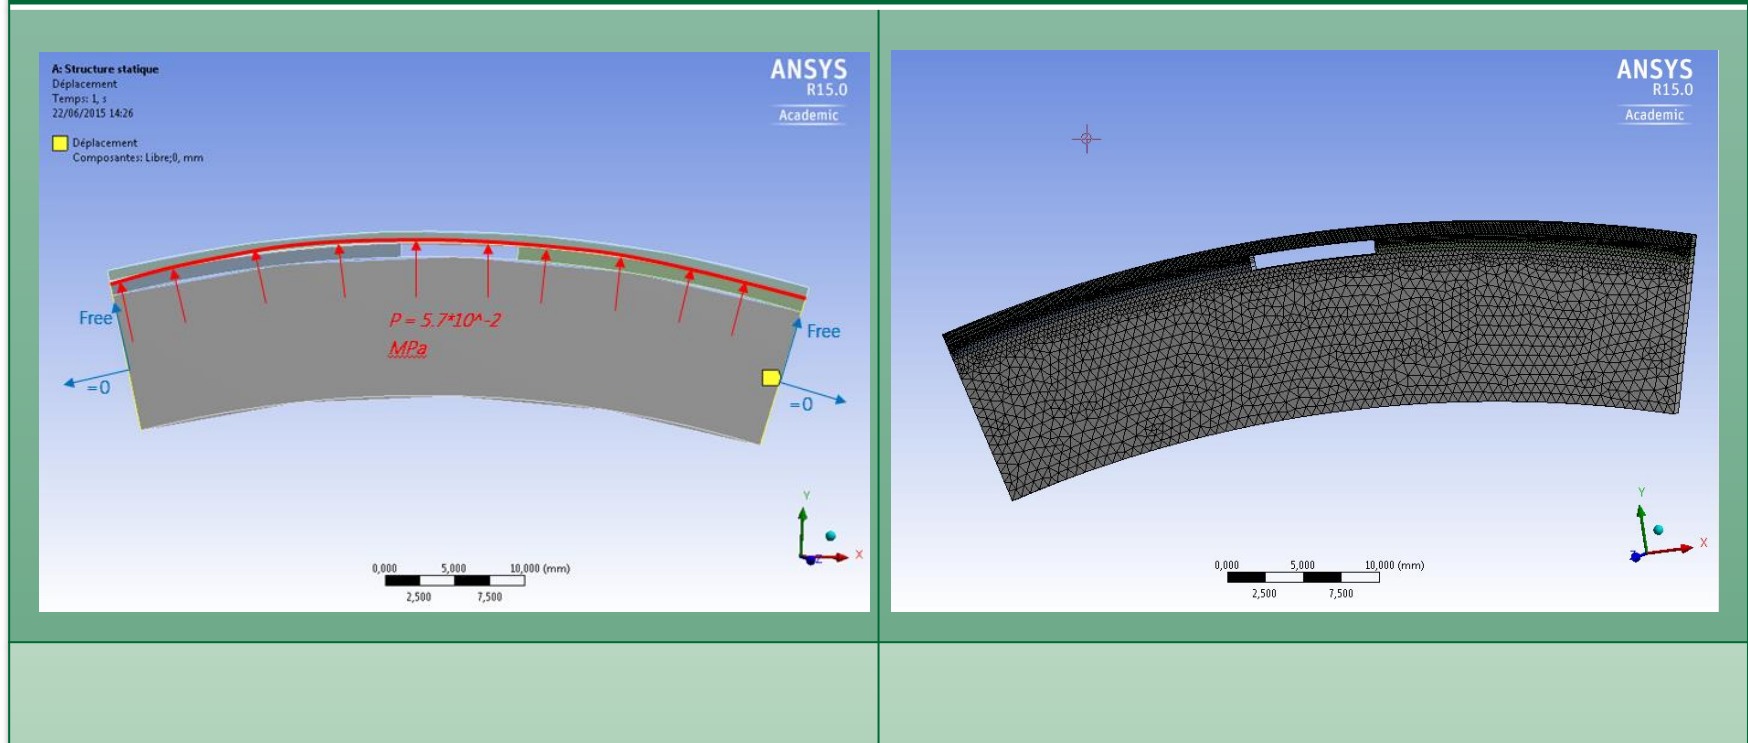 A: Structure statique
Déplacement
Temps: 1, s
22/06/2015 14:26
Déplacement
Composantes: Libre;0, mm
ANSYS
R15.0
Academic
Free
P = 5.7*10^-2
MPa
Free
=0
=0
Y
X
Z
0,000 5,000 10,000 (mm)
2,500 7,500
ANSYS
R15.0
Academic
Y
X
Z
0,000 5,000 10,000 (mm)
2,500 7,500